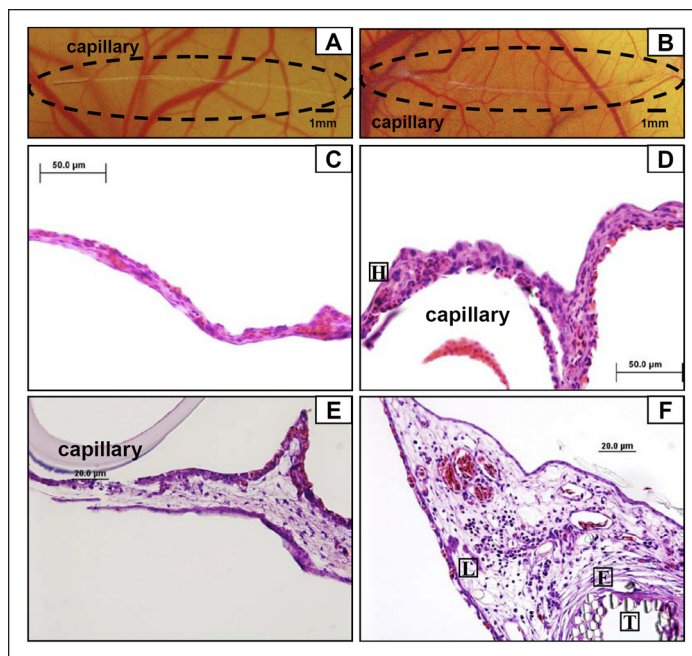 A
capillary
1mm
B
capillary
1mm
C
50.0 µm
D
H
capillary
50.0 µm
E
capillary
20.0 µm
F
20.0 µm
L
F
T